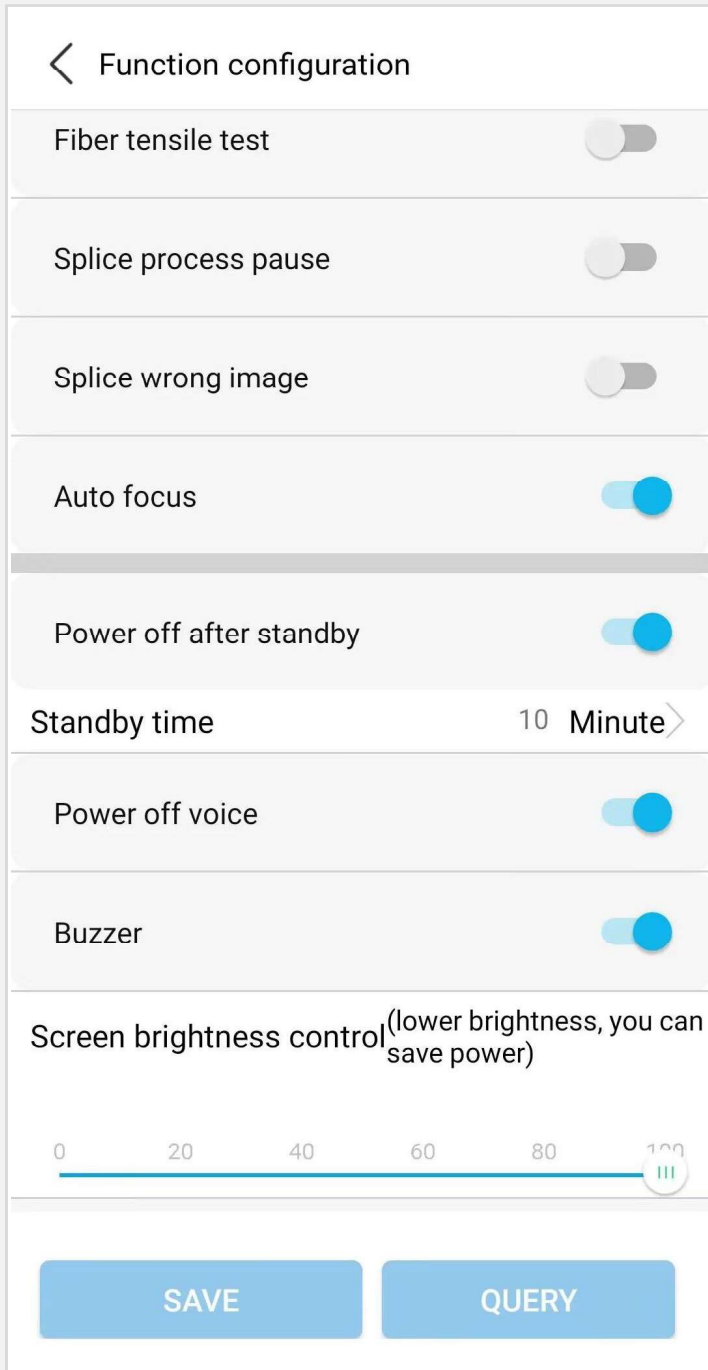 Function configuration
Fiber tensile test
Splice process pause
Splice wrong image
Auto focus
Power off after standby
Standby time 10 Minute
Power off voice
Buzzer
Screen brightness control (lower brightness, you can
save power)
0 20 40 60 80 100
SAVE QUERY